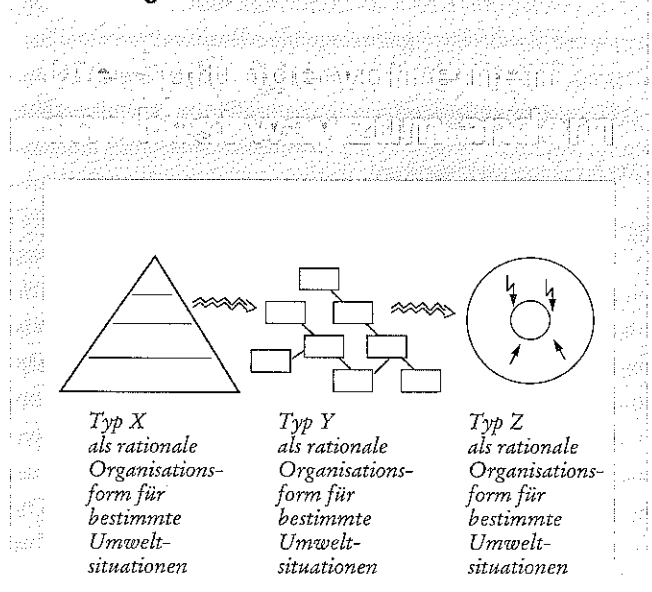 Typ X
als rationale
Organisations-
form für
bestimmte
Umwelt-
situationen
Typ Y
als rationale
Organisations-
form für
bestimmte
Umwelt-
situationen
Typ Z
als rationale
Organisations-
form für
bestimmte
Umwelt-
situationen